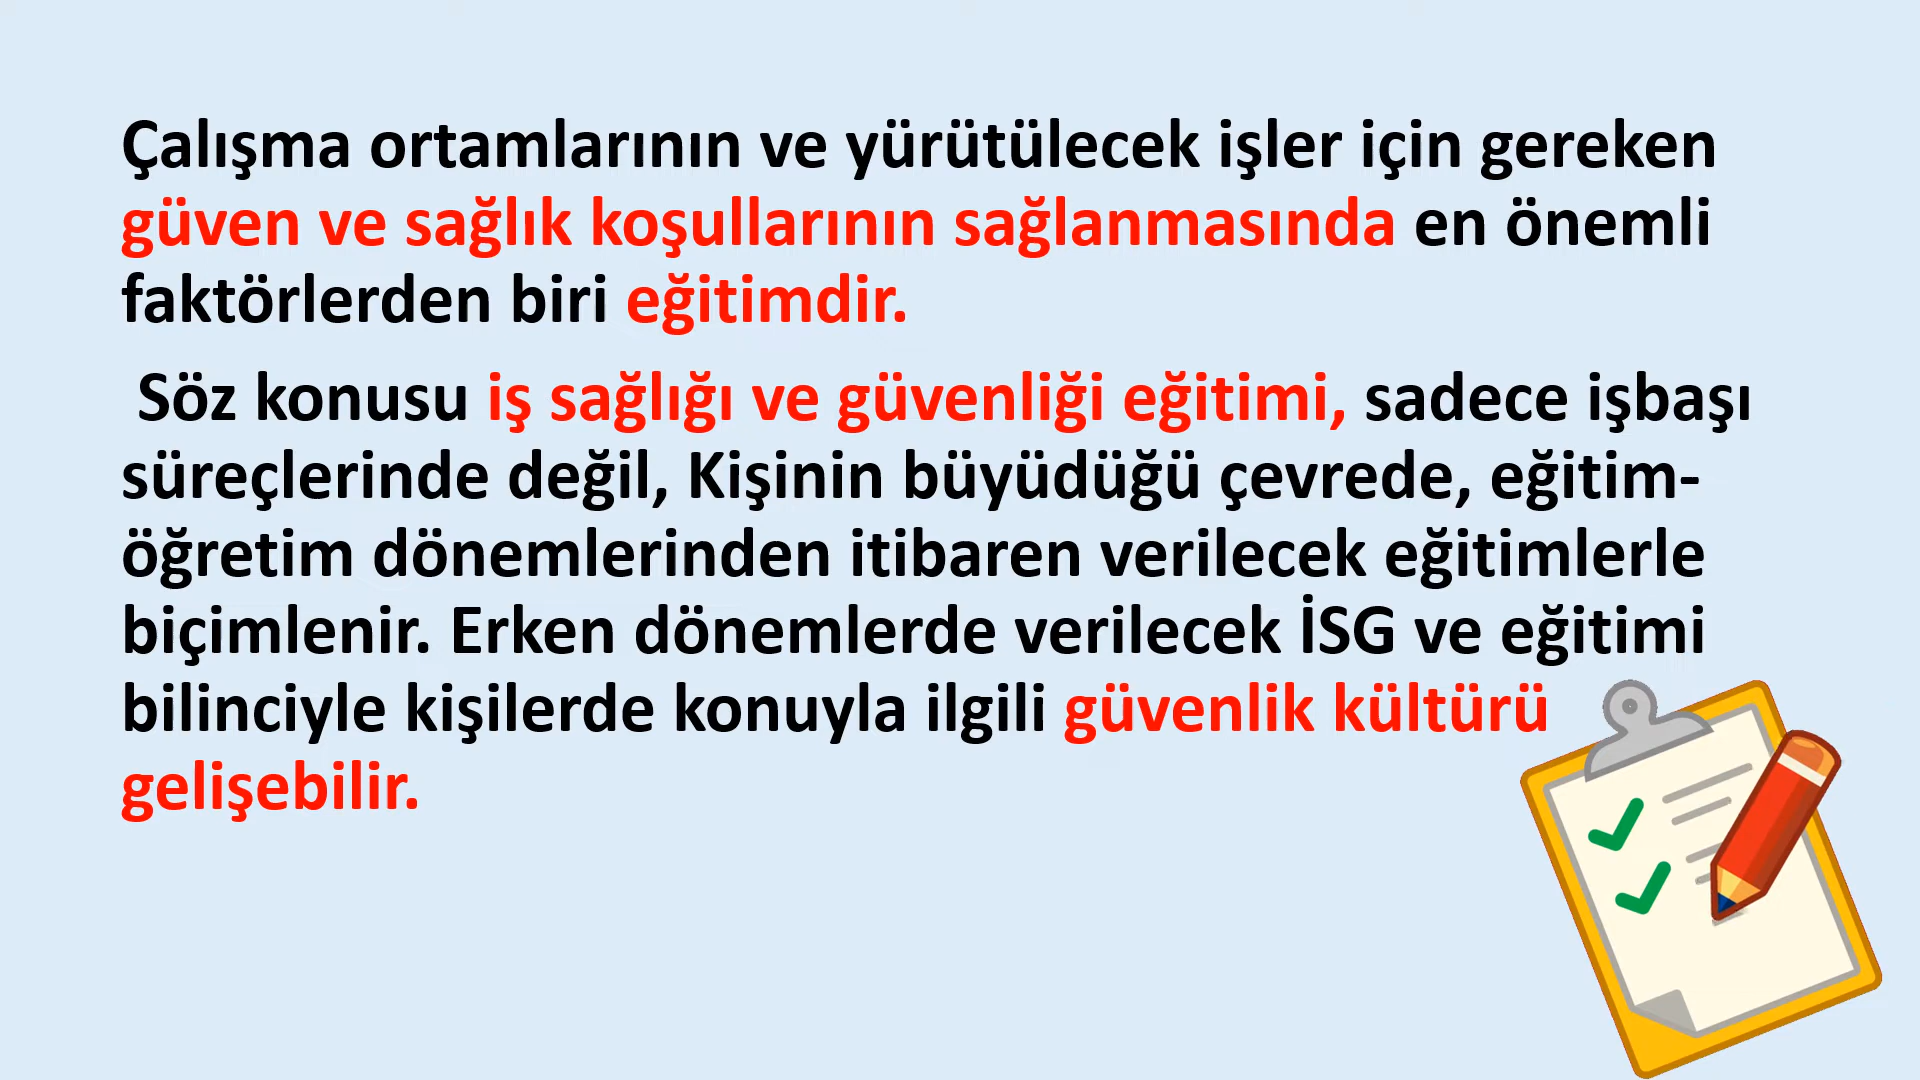 Çalışma ortamlarının ve yürütülecek işler için gereken
güven ve sağlık koşullarının sağlanmasında en önemli
faktörlerden biri eğitimdir.
Söz konusu iş sağlığı ve güvenliği eğitimi, sadece işbaşı
süreçlerinde değil, Kişinin büyüdüğü çevrede, eğitim-
öğretim dönemlerinden itibaren verilecek eğitimlerle
biçimlenir. Erken dönemlerde verilecek İSG ve eğitimi
bilinciyle kişilerde konuyla ilgili güvenlik kültürü
gelişebilir.